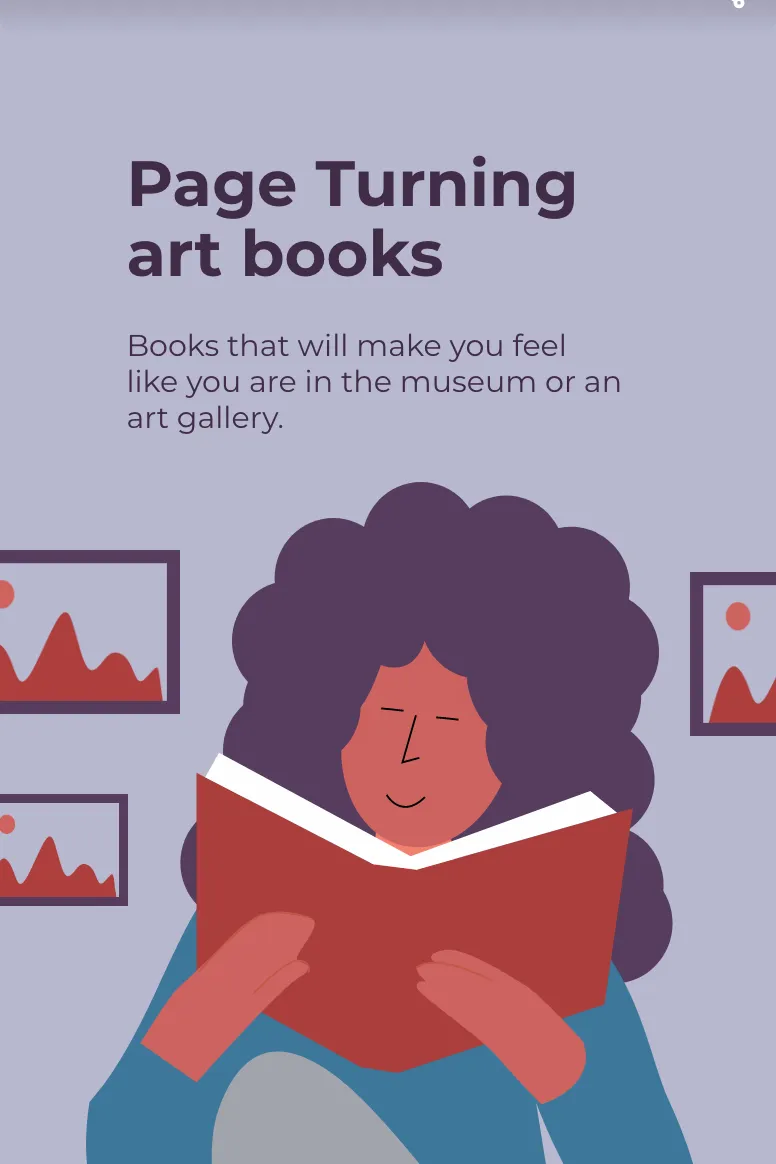 Page Turning
art books
Books that will make you feel
like you are in the museum or an
art gallery.